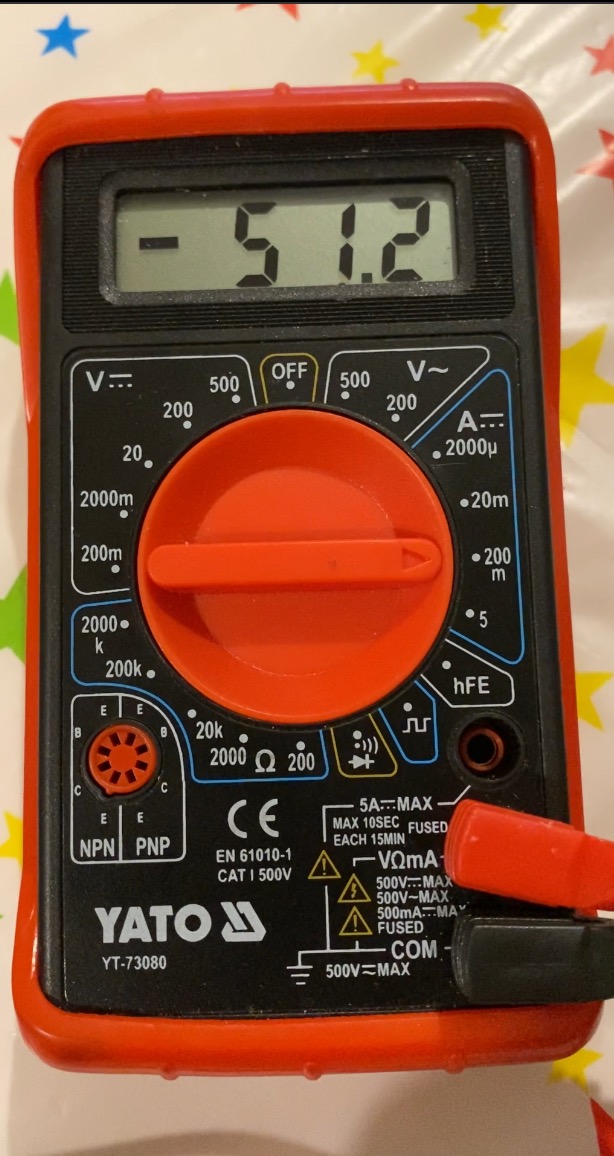 - 51.2
OFF
V⎓
500
200
20
2000m
200m
500
V~
200
A⎓
2000µ
20m
200
m
5
hFE
2000
k
200k
20k
2000
Ω
200
E E
B B
C C
E E
NPN PNP
CE
EN 61010-1
CAT I 500V
YATO
YT-73080
5A⎓MAX
MAX 10SEC
EACH 15MIN
FUSED
VΩmA
500V⎓MAX
500V~MAX
500mA⎓MAX
FUSED
COM
500V≂MAX